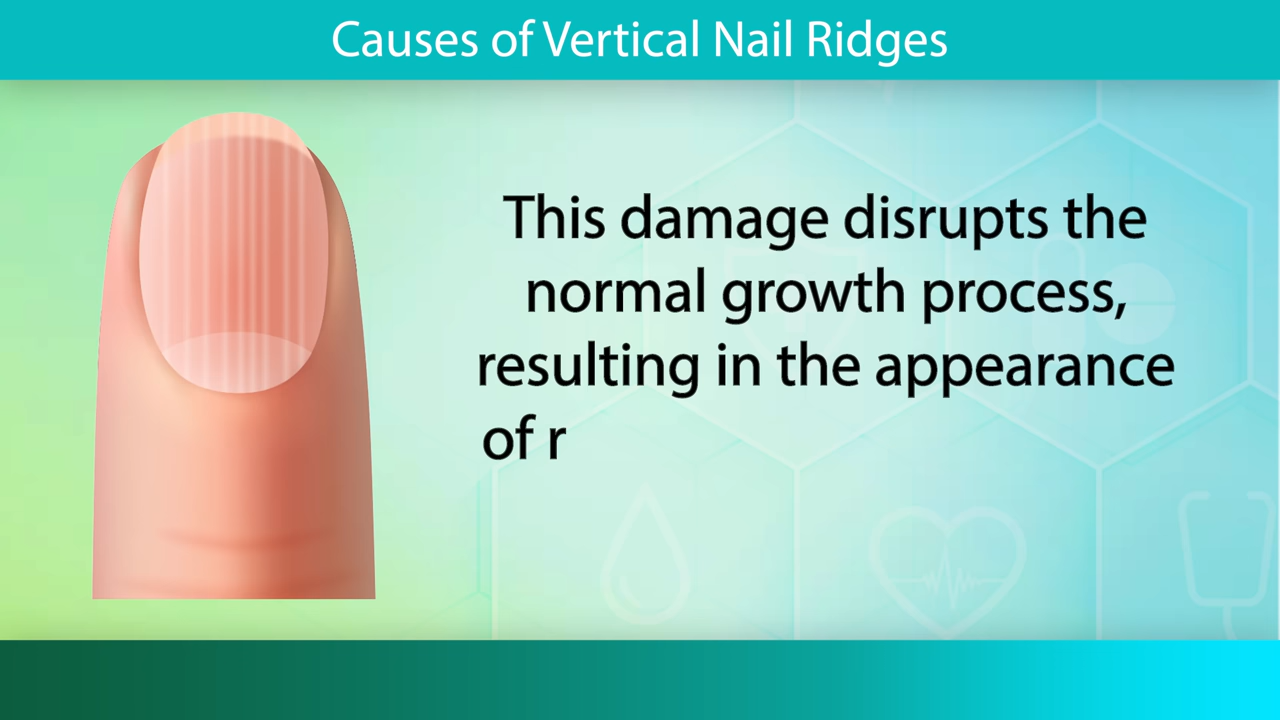 Causes of Vertical Nail Ridges
This damage disrupts the
normal growth process,
resulting in the appearance
of r